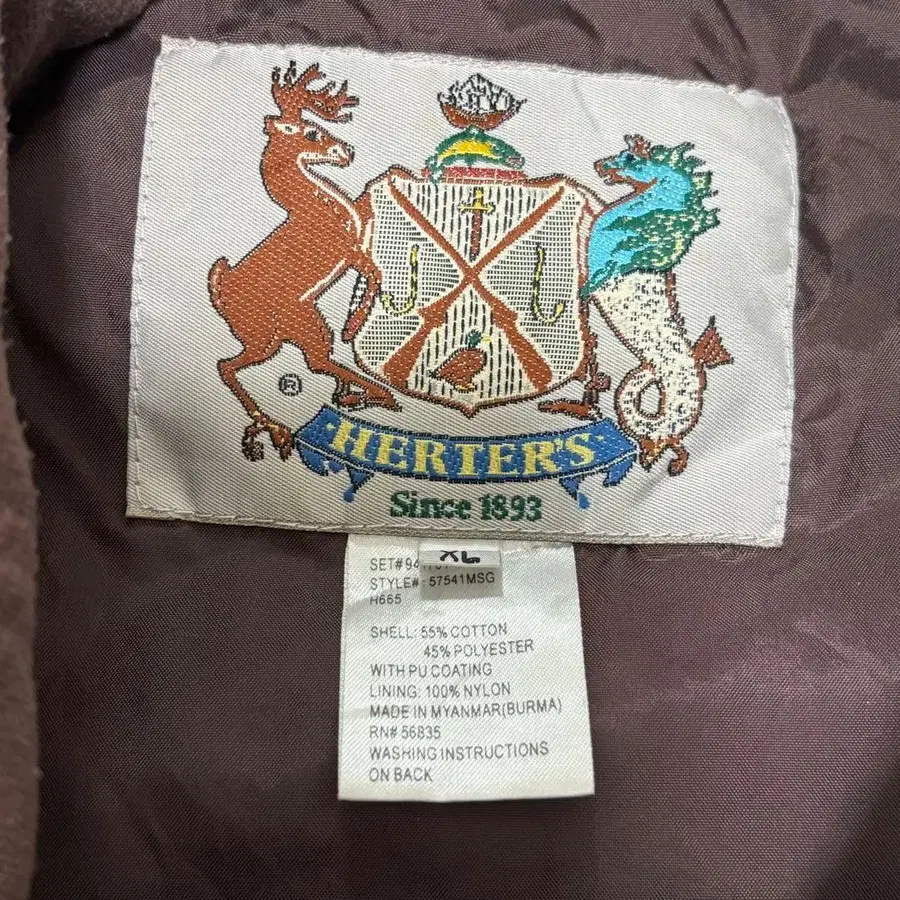 ®
·HERTER'S·
Since 1893
XL
SET#
STYLE#: 57541MSG
H665
SHELL: 55% COTTON
45% POLYESTER
WITH PU COATING
LINING: 100% NYLON
MADE IN MYANMAR(BURMA)
RN# 56835
WASHING INSTRUCTIONS
ON BACK